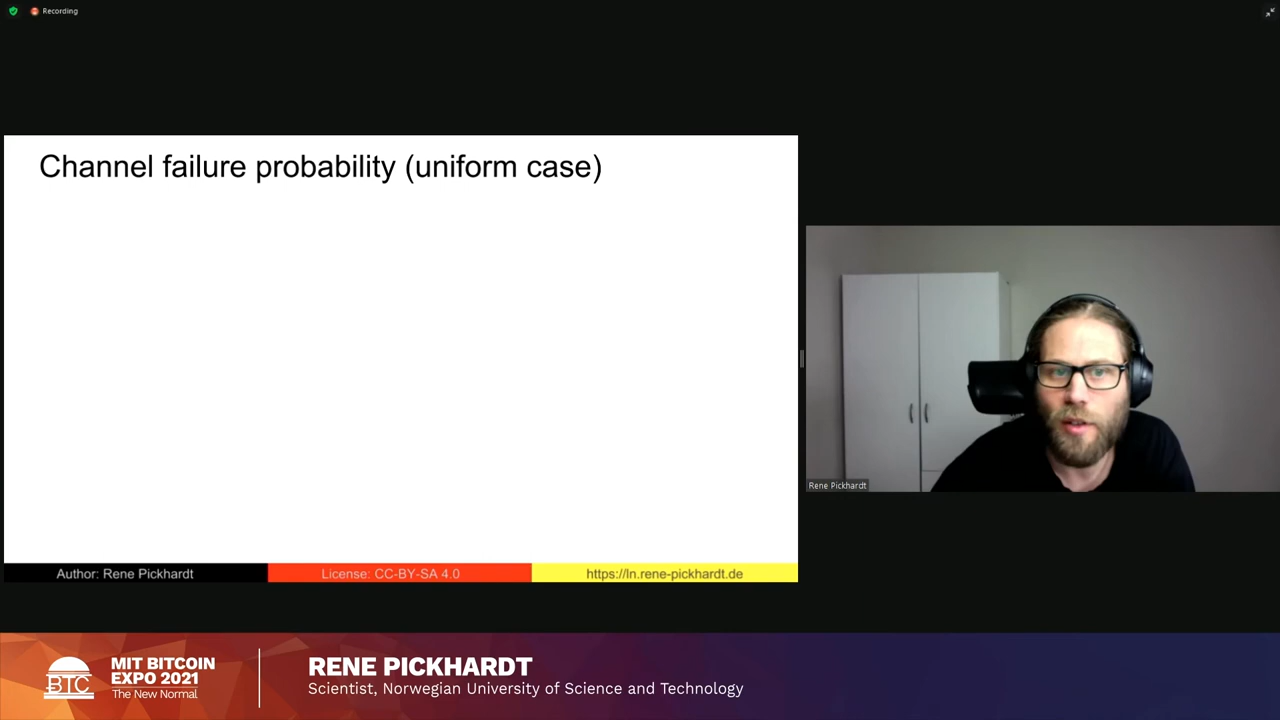 Recording
Channel failure probability (uniform case)
Rene Pickhardt
Author: Rene Pickhardt
License: CC-BY-SA 4.0
https://ln.rene-pickhardt.de
BTC
MIT BITCOIN
EXPO 2021
The New Normal
RENE PICKHARDT
Scientist, Norwegian University of Science and Technology